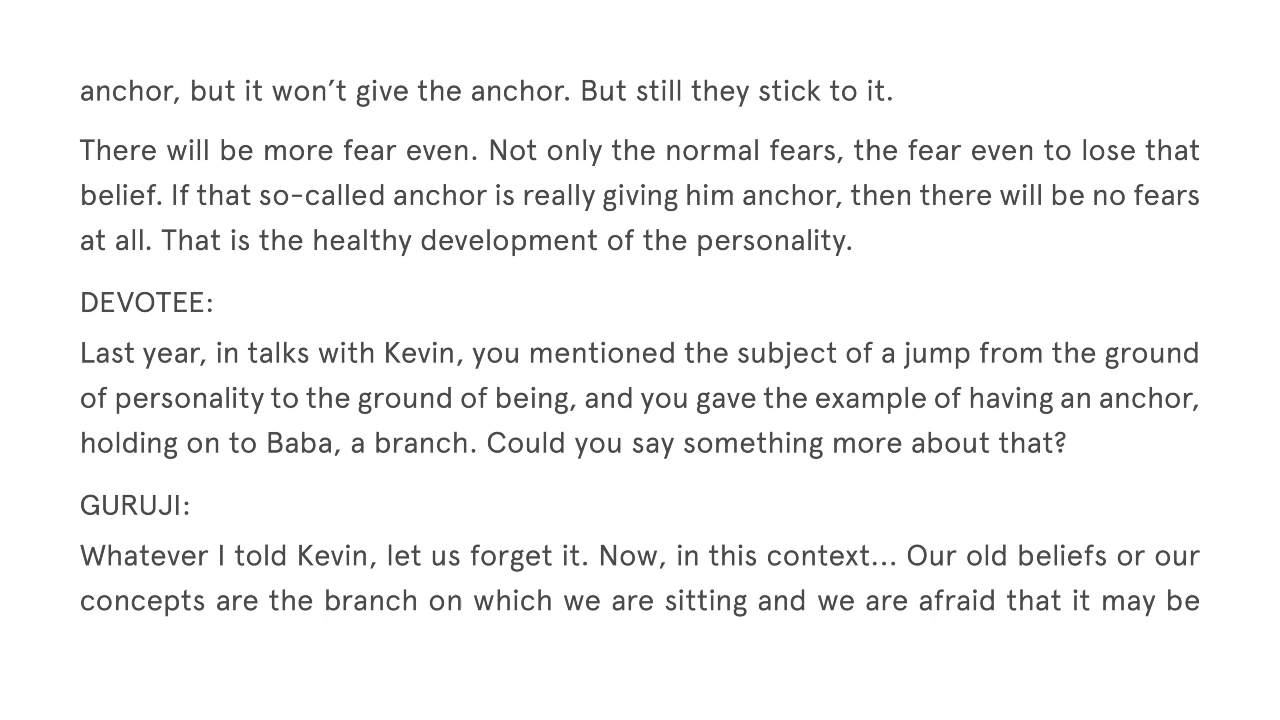 anchor, but it won’t give the anchor. But still they stick to it.
There will be more fear even. Not only the normal fears, the fear even to lose that
belief. If that so-called anchor is really giving him anchor, then there will be no fears
at all. That is the healthy development of the personality.
DEVOTEE:
Last year, in talks with Kevin, you mentioned the subject of a jump from the ground
of personality to the ground of being, and you gave the example of having an anchor,
holding on to Baba, a branch. Could you say something more about that?
GURUJI:
Whatever I told Kevin, let us forget it. Now, in this context... Our old beliefs or our
concepts are the branch on which we are sitting and we are afraid that it may be